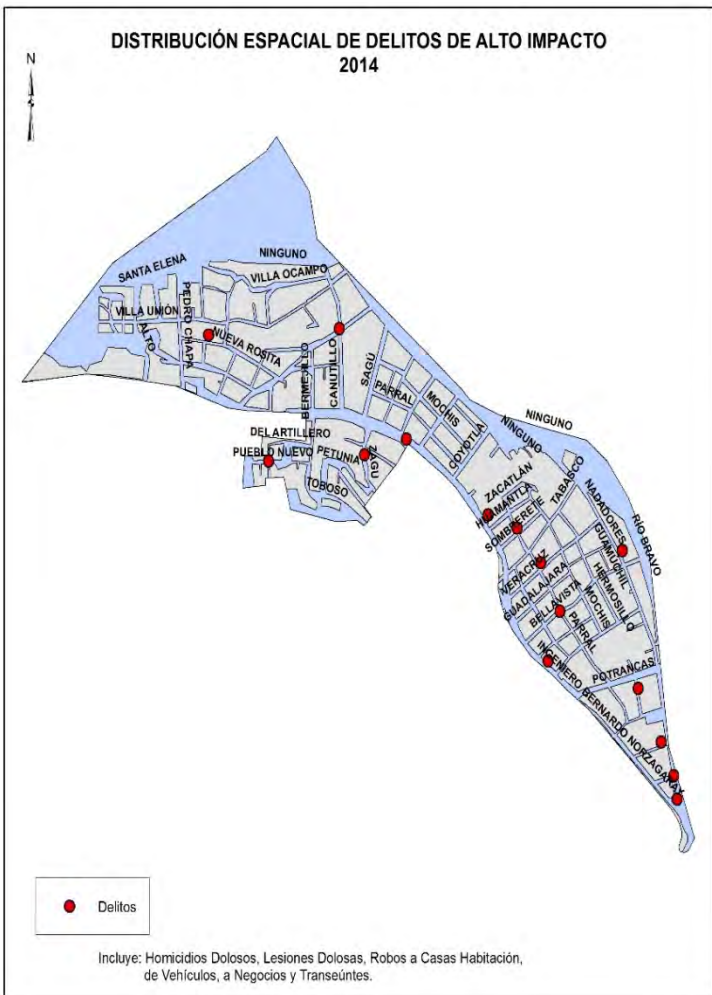 DISTRIBUCIÓN ESPACIAL DE DELITOS DE ALTO IMPACTO
2014
N
NINGUNO
SANTA ELENA
VILLA OCAMPO
VILLA UNIÓN
PEDRO CHAPA
ALTO
NUEVA ROSITA
BERMEJILLO
CANUTILLO
SAGÚ
PARRAL
MOCHIS
COYOTLA
NINGUNO
NINGUNO
DEL ARTILLERO
PUEBLO NUEVO
PETUNIA
ZAGU
TOBOSO
ZACATLÁN
HUAMANTLA
SOMBRERETE
TABASCO
NADADORES
RÍO BRAVO
GUAMUCHIL
VERACRUZ
GUADALAJARA
HERMOSILLO
BELLAVISTA
MOCHIS
PARRAL
POTRANCAS
INGENIERO BERNARDO NORZAGARAY
Delitos
Incluye: Homicidios Dolosos, Lesiones Dolosas, Robos a Casas Habitación,
de Vehículos, a Negocios y Transeúntes.